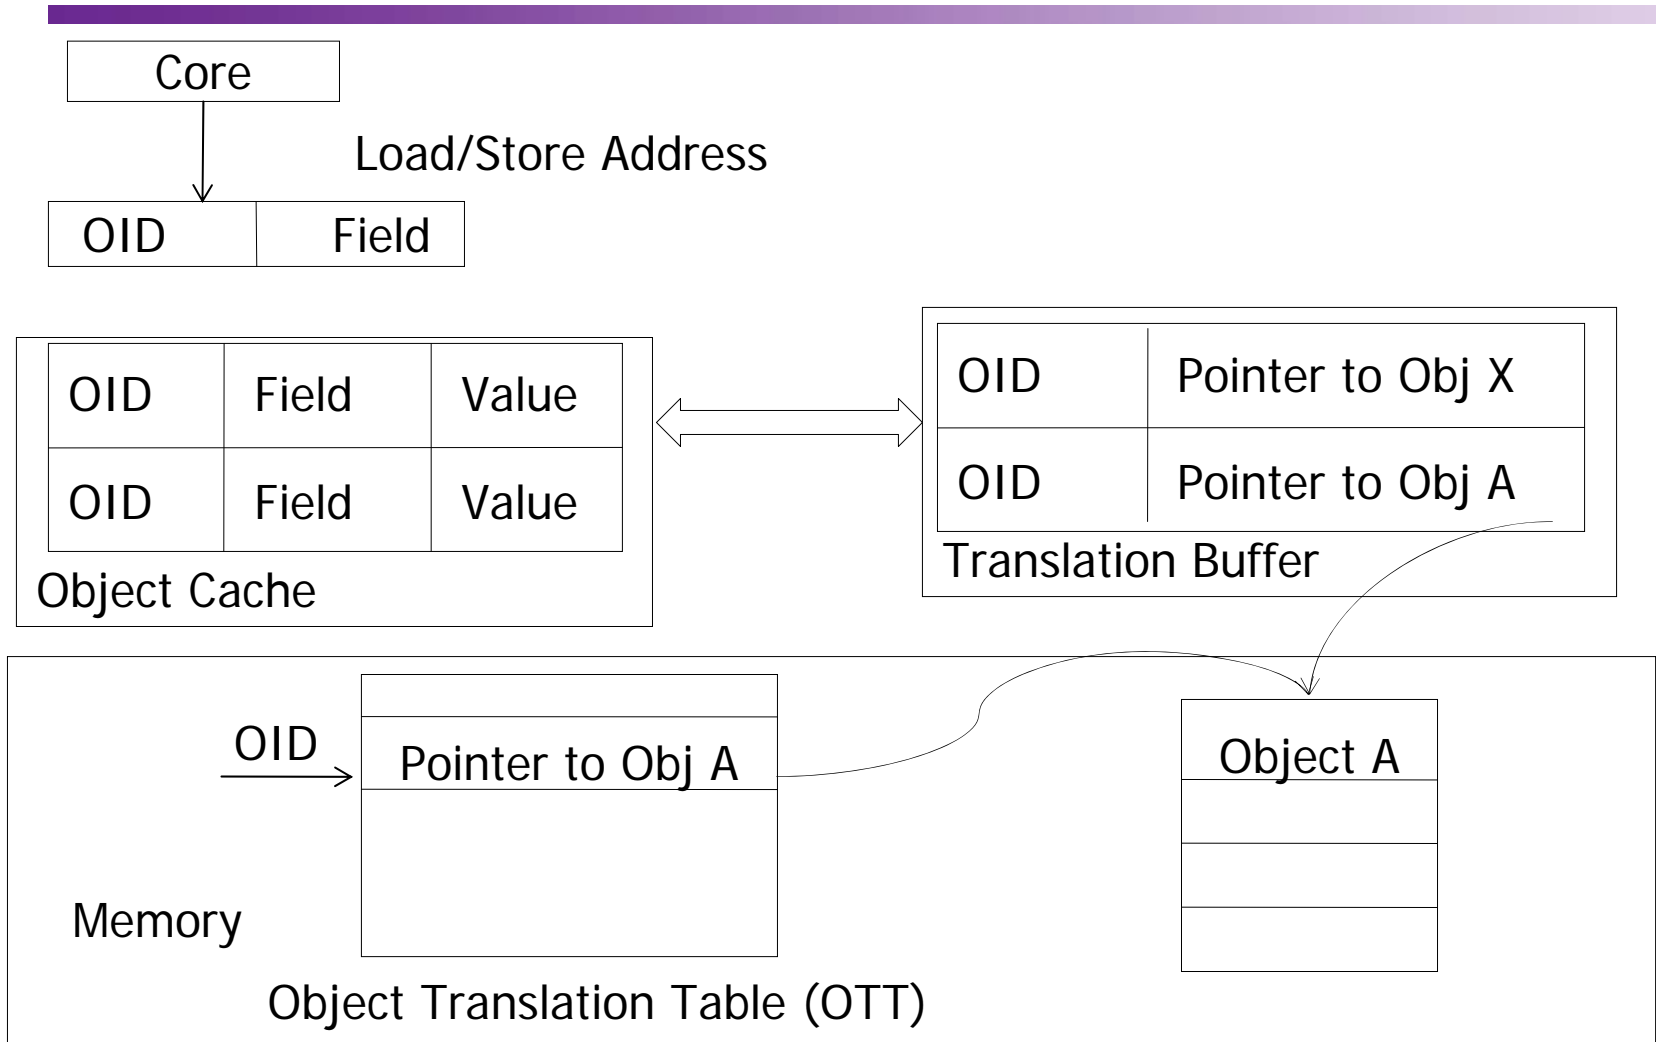 Core
Load/Store Address
OID Field
OID Field Value
OID Field Value
Object Cache
OID Pointer to Obj X
OID Pointer to Obj A
Translation Buffer
OID
Pointer to Obj A
Object A
Memory
Object Translation Table (OTT)